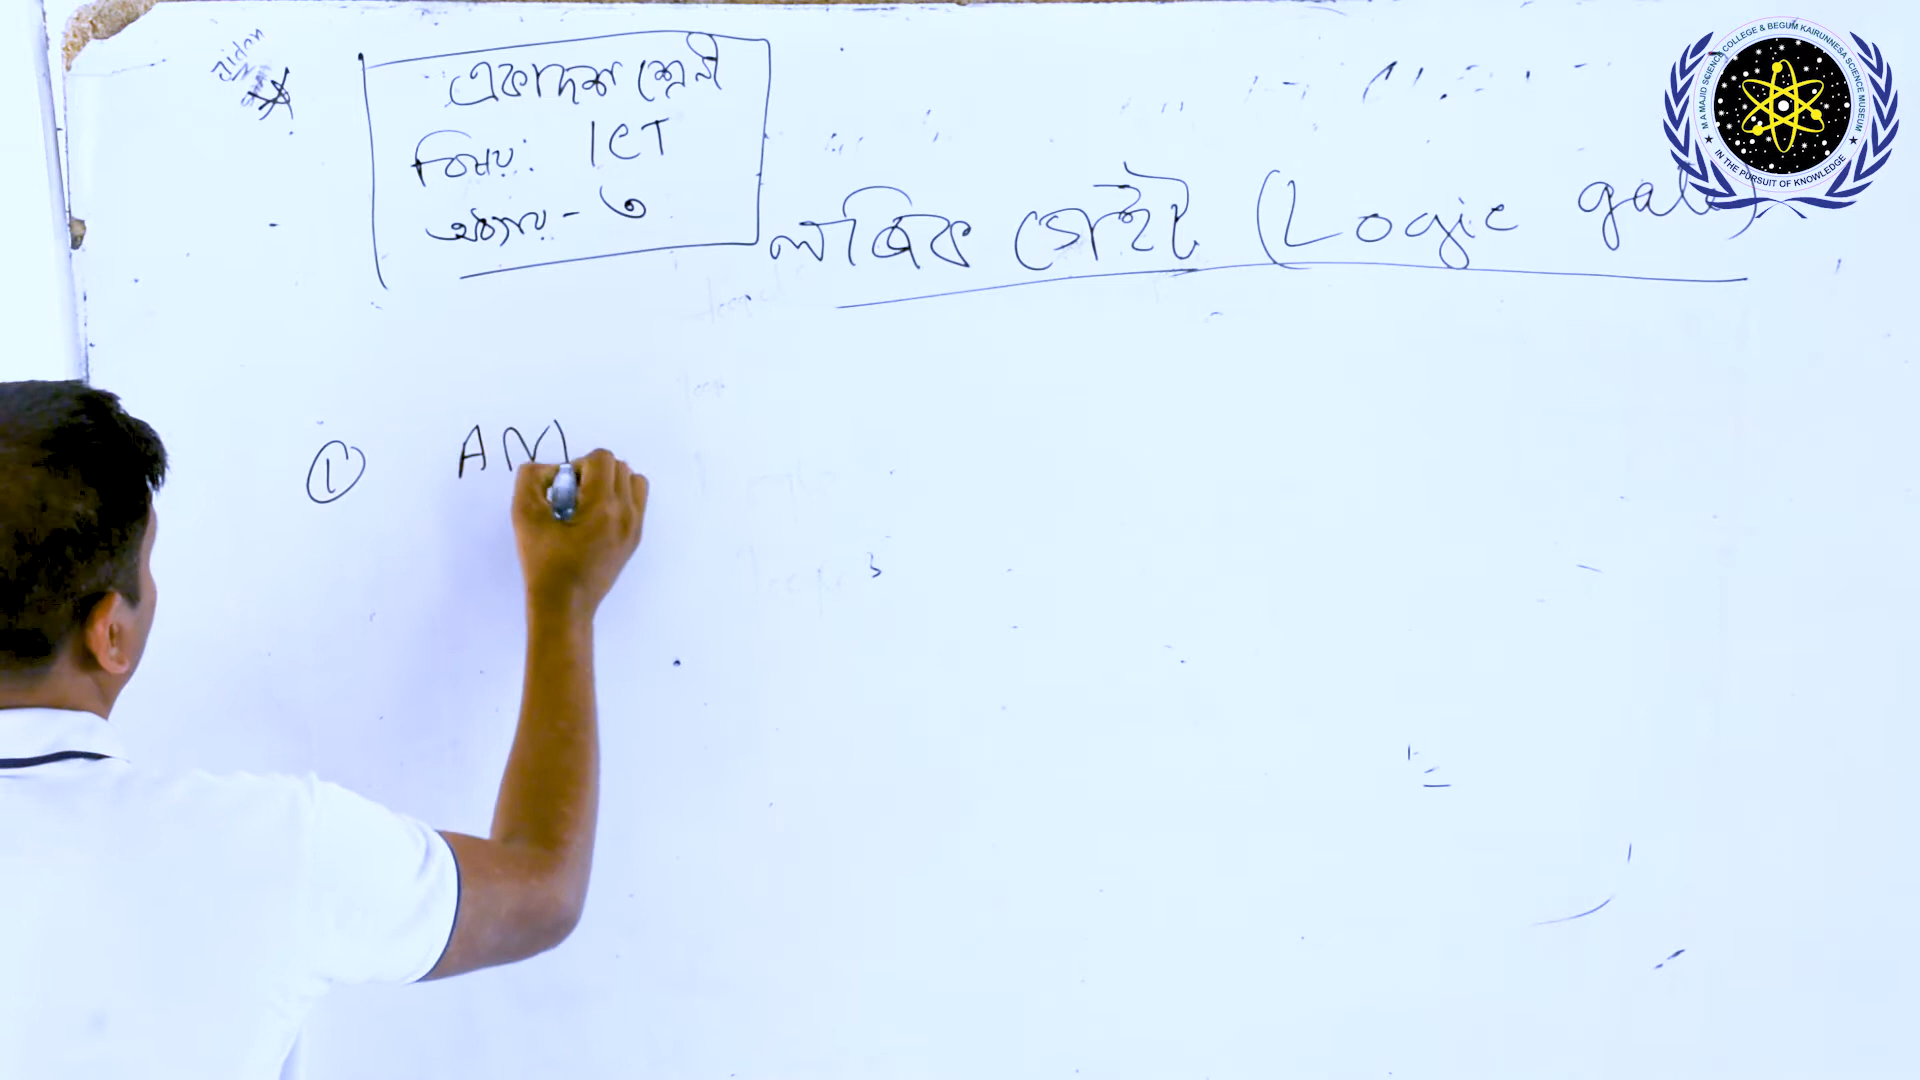 zidan
একাদশ শ্রেনী
বিষয়: ICT
অধ্যায় - ৩
লজিক গেইট (Logic gate)
① AN
M A MAJID SCIENCE COLLEGE & BEGUM KAIRUNNESA SCIENCE MUSEUM
IN THE PURSUIT OF KNOWLEDGE